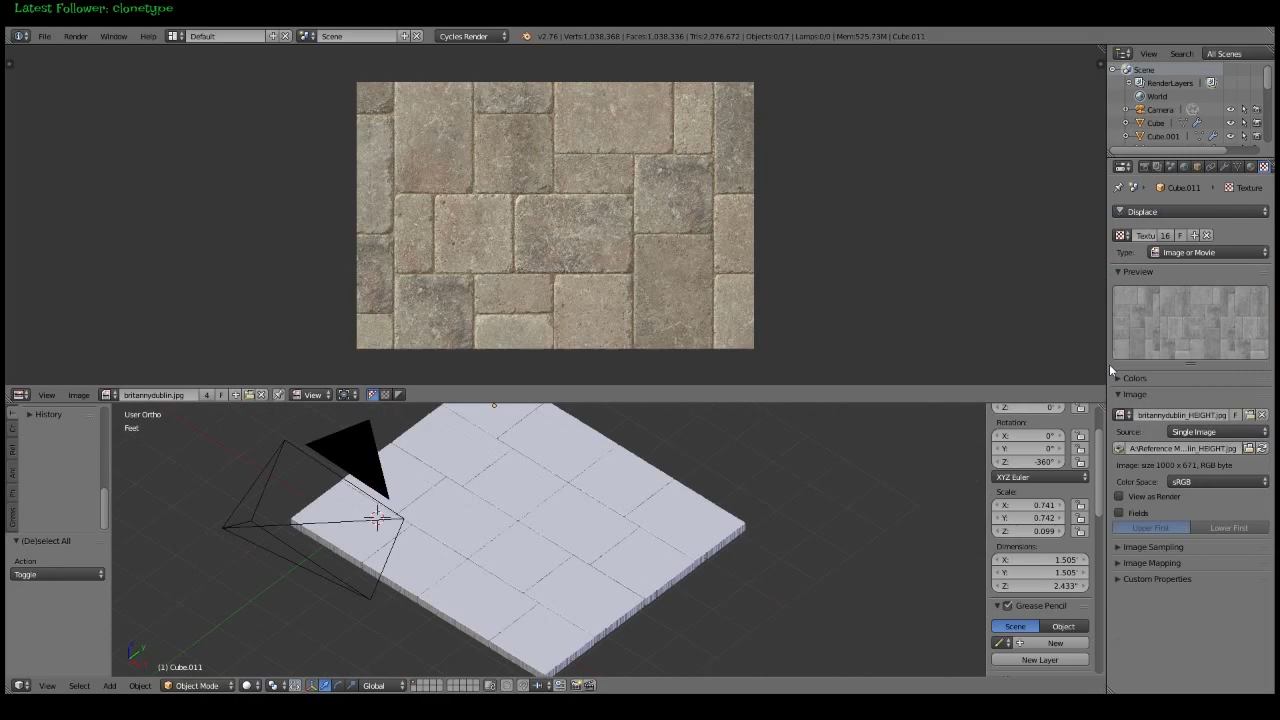 Latest Follower: clonetype
File Render Window Help Default Scene Cycles Render v2.76 | Verts:1,038,368 | Faces:1,038,336 | Tris:2,076,672 | Objects:0/17 | Lamps:0/0 | Mem:525.73M | Cube.011
View Search All Scenes
Scene
RenderLayers
World
Camera
Cube
Cube.001
Cube.011 Texture
Displace
Textu 16 F
Type: Image or Movie
Preview
Colors
Image
britannydublin_HEIGHT.jpg F
Source: Single Image
A:\Reference M...lin_HEIGHT.jpg
Image: size 1000 x 671, RGB byte
Color Space: sRGB
View as Render
Fields
Upper First Lower First
Image Sampling
Image Mapping
Custom Properties
View Image britannydublin.jpg 4 F View
History
(De)select All
Action
Toggle
User Ortho
Feet
(1) Cube.011
Z: 0°
Rotation:
X: 0°
Y: 0°
Z: -360°
XYZ Euler
Scale:
X: 0.741
Y: 0.742
Z: 0.099
Dimensions:
X: 1.505'
Y: 1.505'
Z: 2.433"
Grease Pencil
Scene Object
New
New Layer
View Select Add Object Object Mode Global